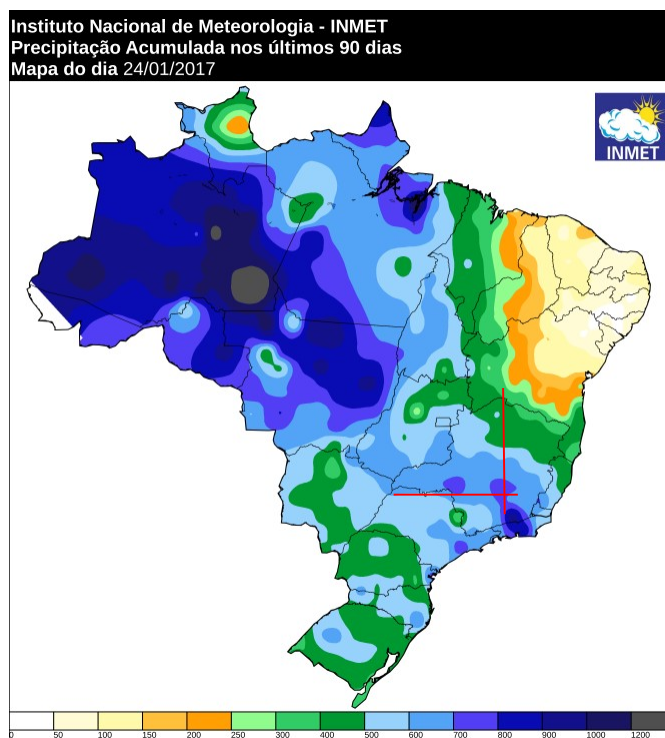 Instituto Nacional de Meteorologia - INMET
Precipitação Acumulada nos últimos 90 dias
Mapa do dia 24/01/2017
INMET
0 50 100 150 200 250 300 400 500 600 700 800 900 1000 1200